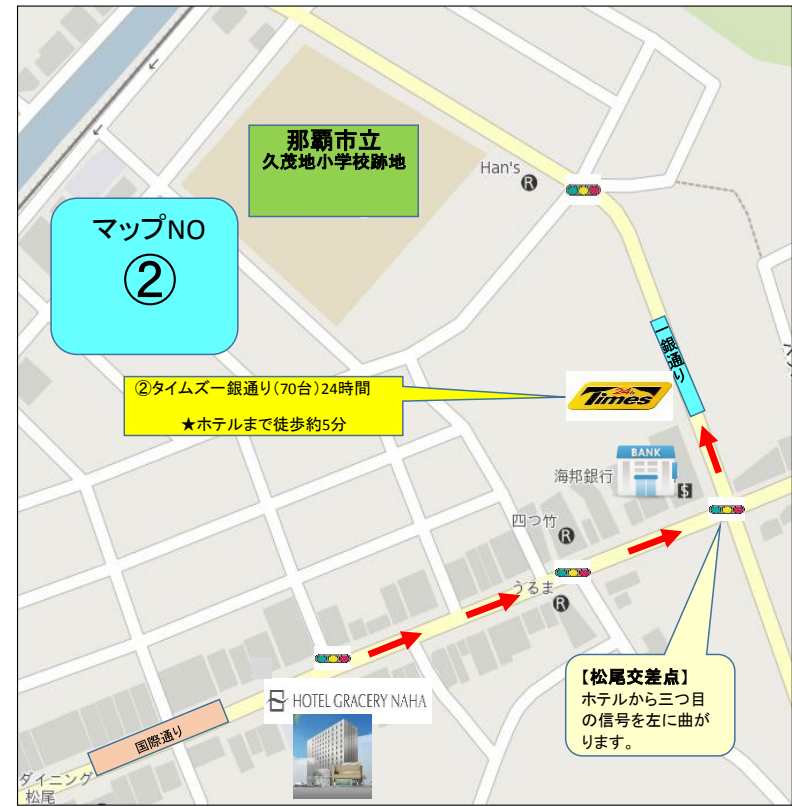 那覇市立
久茂地小学校跡地
Han's
R
マップNO
②
一銀通り
②タイムズ一銀通り(70台)24時間
★ホテルまで徒歩約5分
24h
Times
BANK
海邦銀行
$
四つ竹
R
うるま
R
【松尾交差点】
ホテルから三つ目
の信号を左に曲が
ります。
HOTEL GRACERY NAHA
国際通り
ダイニング
松尾